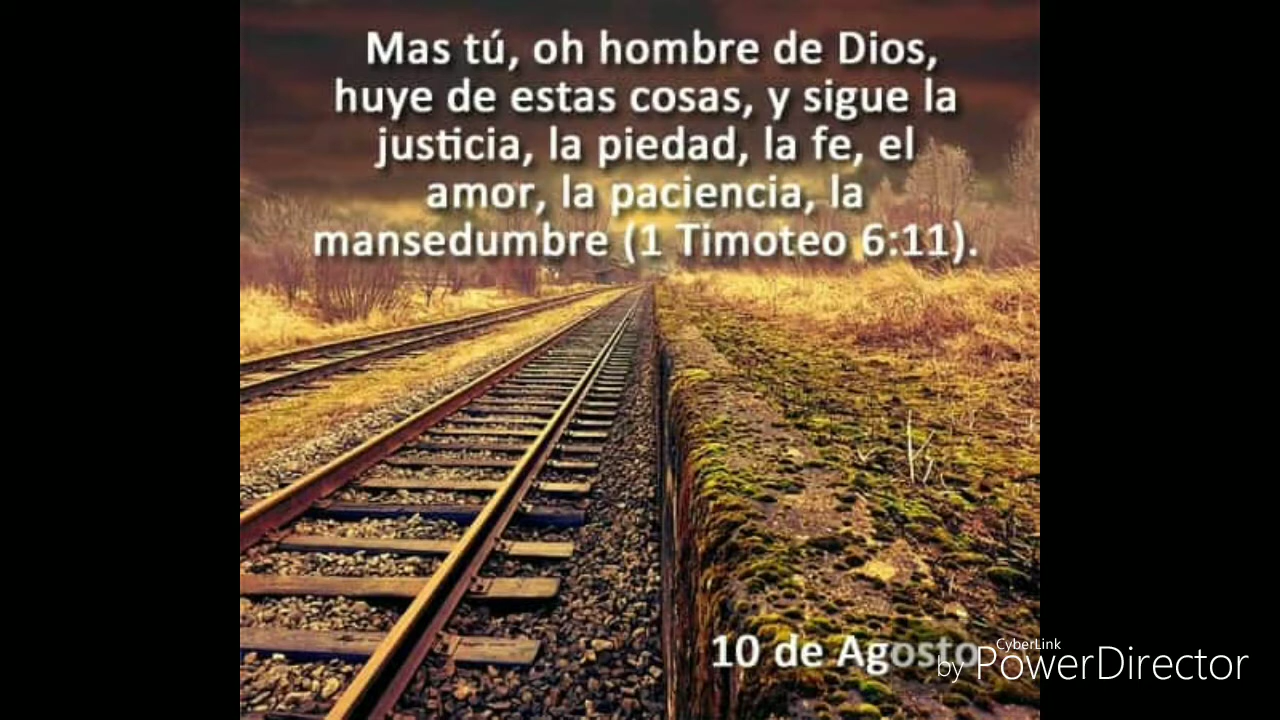 Mas tú, oh hombre de Dios,
huye de estas cosas, y sigue la
justicia, la piedad, la fe, el
amor, la paciencia, la
mansedumbre (1 Timoteo 6:11).
10 de Agosto
CyberLink
by PowerDirector